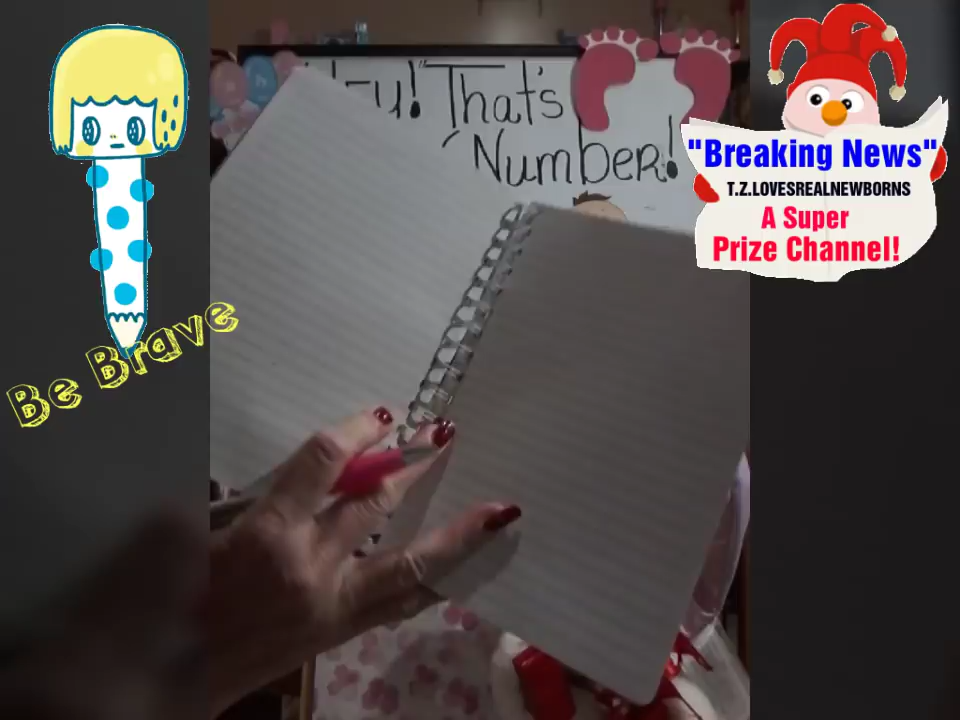 That's
Number!
"Breaking News"
T.Z.LOVESREALNEWBORNS
A Super
Prize Channel!
Be Brave